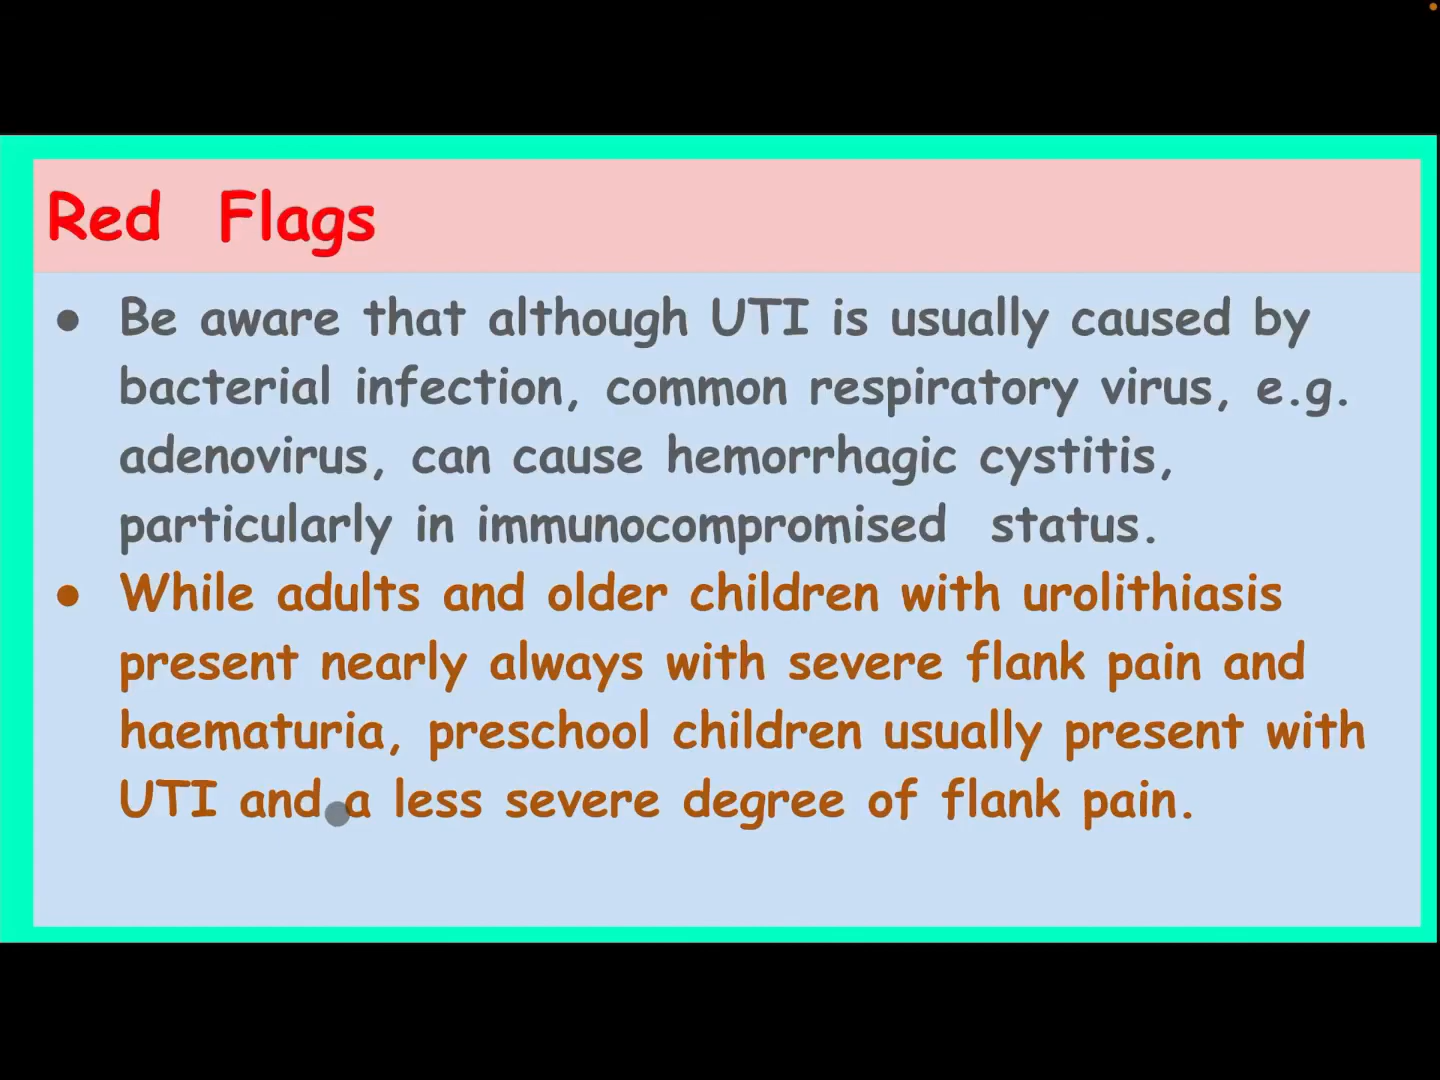 Red Flags
● Be aware that although UTI is usually caused by
bacterial infection, common respiratory virus, e.g.
adenovirus, can cause hemorrhagic cystitis,
particularly in immunocompromised status.
● While adults and older children with urolithiasis
present nearly always with severe flank pain and
haematuria, preschool children usually present with
UTI and a less severe degree of flank pain.